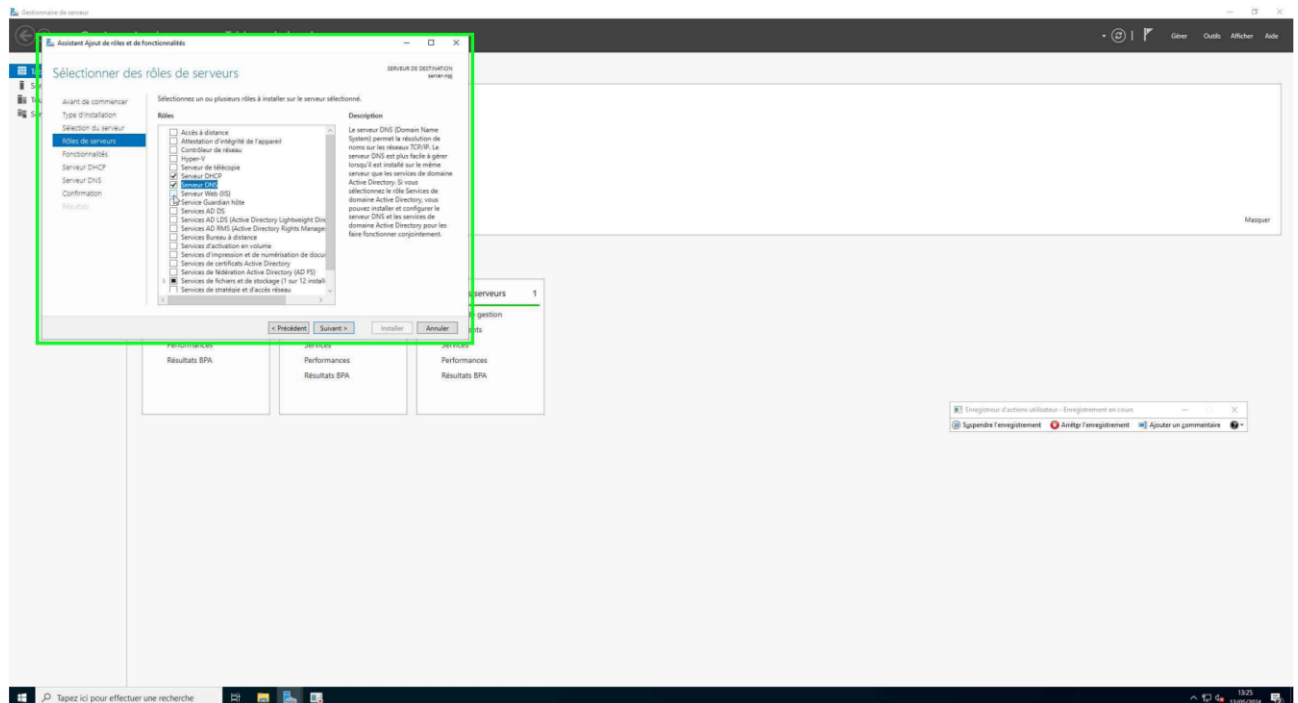 Gestionnaire de serveur
Gérer Outils Afficher Aide
Assistant Ajout de rôles et de fonctionnalités
Sélectionner des rôles de serveurs
SERVEUR DE DESTINATION
Avant de commencer
Type d'installation
Sélection du serveur
Rôles de serveurs
Fonctionnalités
Serveur DHCP
Serveur DNS
Confirmation
Résultats
Sélectionnez un ou plusieurs rôles à installer sur le serveur sélectionné.
Rôles
Accès à distance
Attestation d'intégrité de l'appareil
Contrôleur de réseau
Hyper-V
Serveur de télécopie
Serveur DHCP
Serveur DNS
Serveur Web (IIS)
Service Guardian hôte
Services AD DS
Services AD LDS (Active Directory Lightweight Dire
Services AD RMS (Active Directory Rights Manage
Services Bureau à distance
Services d'activation en volume
Services d'impression et de numérisation de docu
Services de certificats Active Directory
Services de fédération Active Directory (AD FS)
Services de fichiers et de stockage (1 sur 12 install
Services de stratégie et d'accès réseau
Description
Le serveur DNS (Domain Name
System) permet la résolution de
noms sur les réseaux TCP/IP. Le
serveur DNS est plus facile à gérer
lorsqu'il est installé sur le même
serveur que les services de domaine
Active Directory. Si vous
sélectionnez le rôle Services de
domaine Active Directory, vous
pouvez installer et configurer le
serveur DNS et les services de
domaine Active Directory pour les
faire fonctionner conjointement.
< Précédent Suivant > Installer Annuler
Masquer
serveurs 1
gestion
Services
Performances
Résultats BPA
Performances
Résultats BPA
Performances
Résultats BPA
Enregistreur d'actions utilisateur - Enregistrement en cours
Suspendre l'enregistrement Arrêter l'enregistrement Ajouter un commentaire
Tapez ici pour effectuer une recherche
13:25
13/05/2024